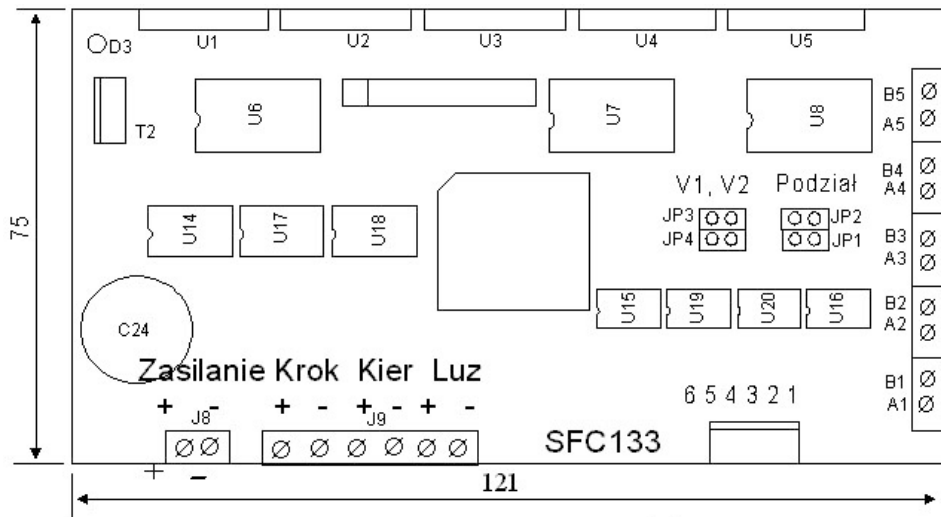 U1 U2 U3 U4 U5
D3
T2
U6 U7 U8
B5
A5
B4
A4
V1, V2 Podział
JP3 JP2
JP4 JP1
U14 U17 U18
B3
A3
75
U15 U19 U20 U16
B2
A2
C24
Zasilanie Krok Kier Luz
B1
A1
+ - + - + - + -
J8 J9
6 5 4 3 2 1
SFC133
+ -
121